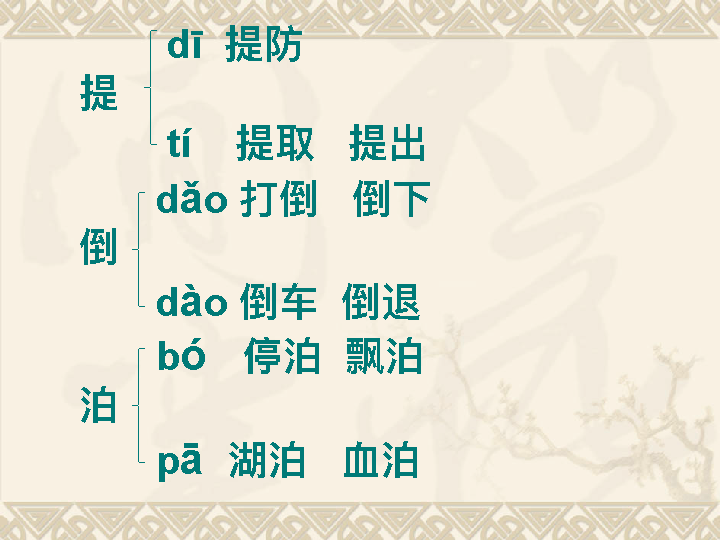 dī 提防
提
tí 提取 提出
dǎo 打倒 倒下
倒
dào 倒车 倒退
bó 停泊 飘泊
泊
pā 湖泊 血泊